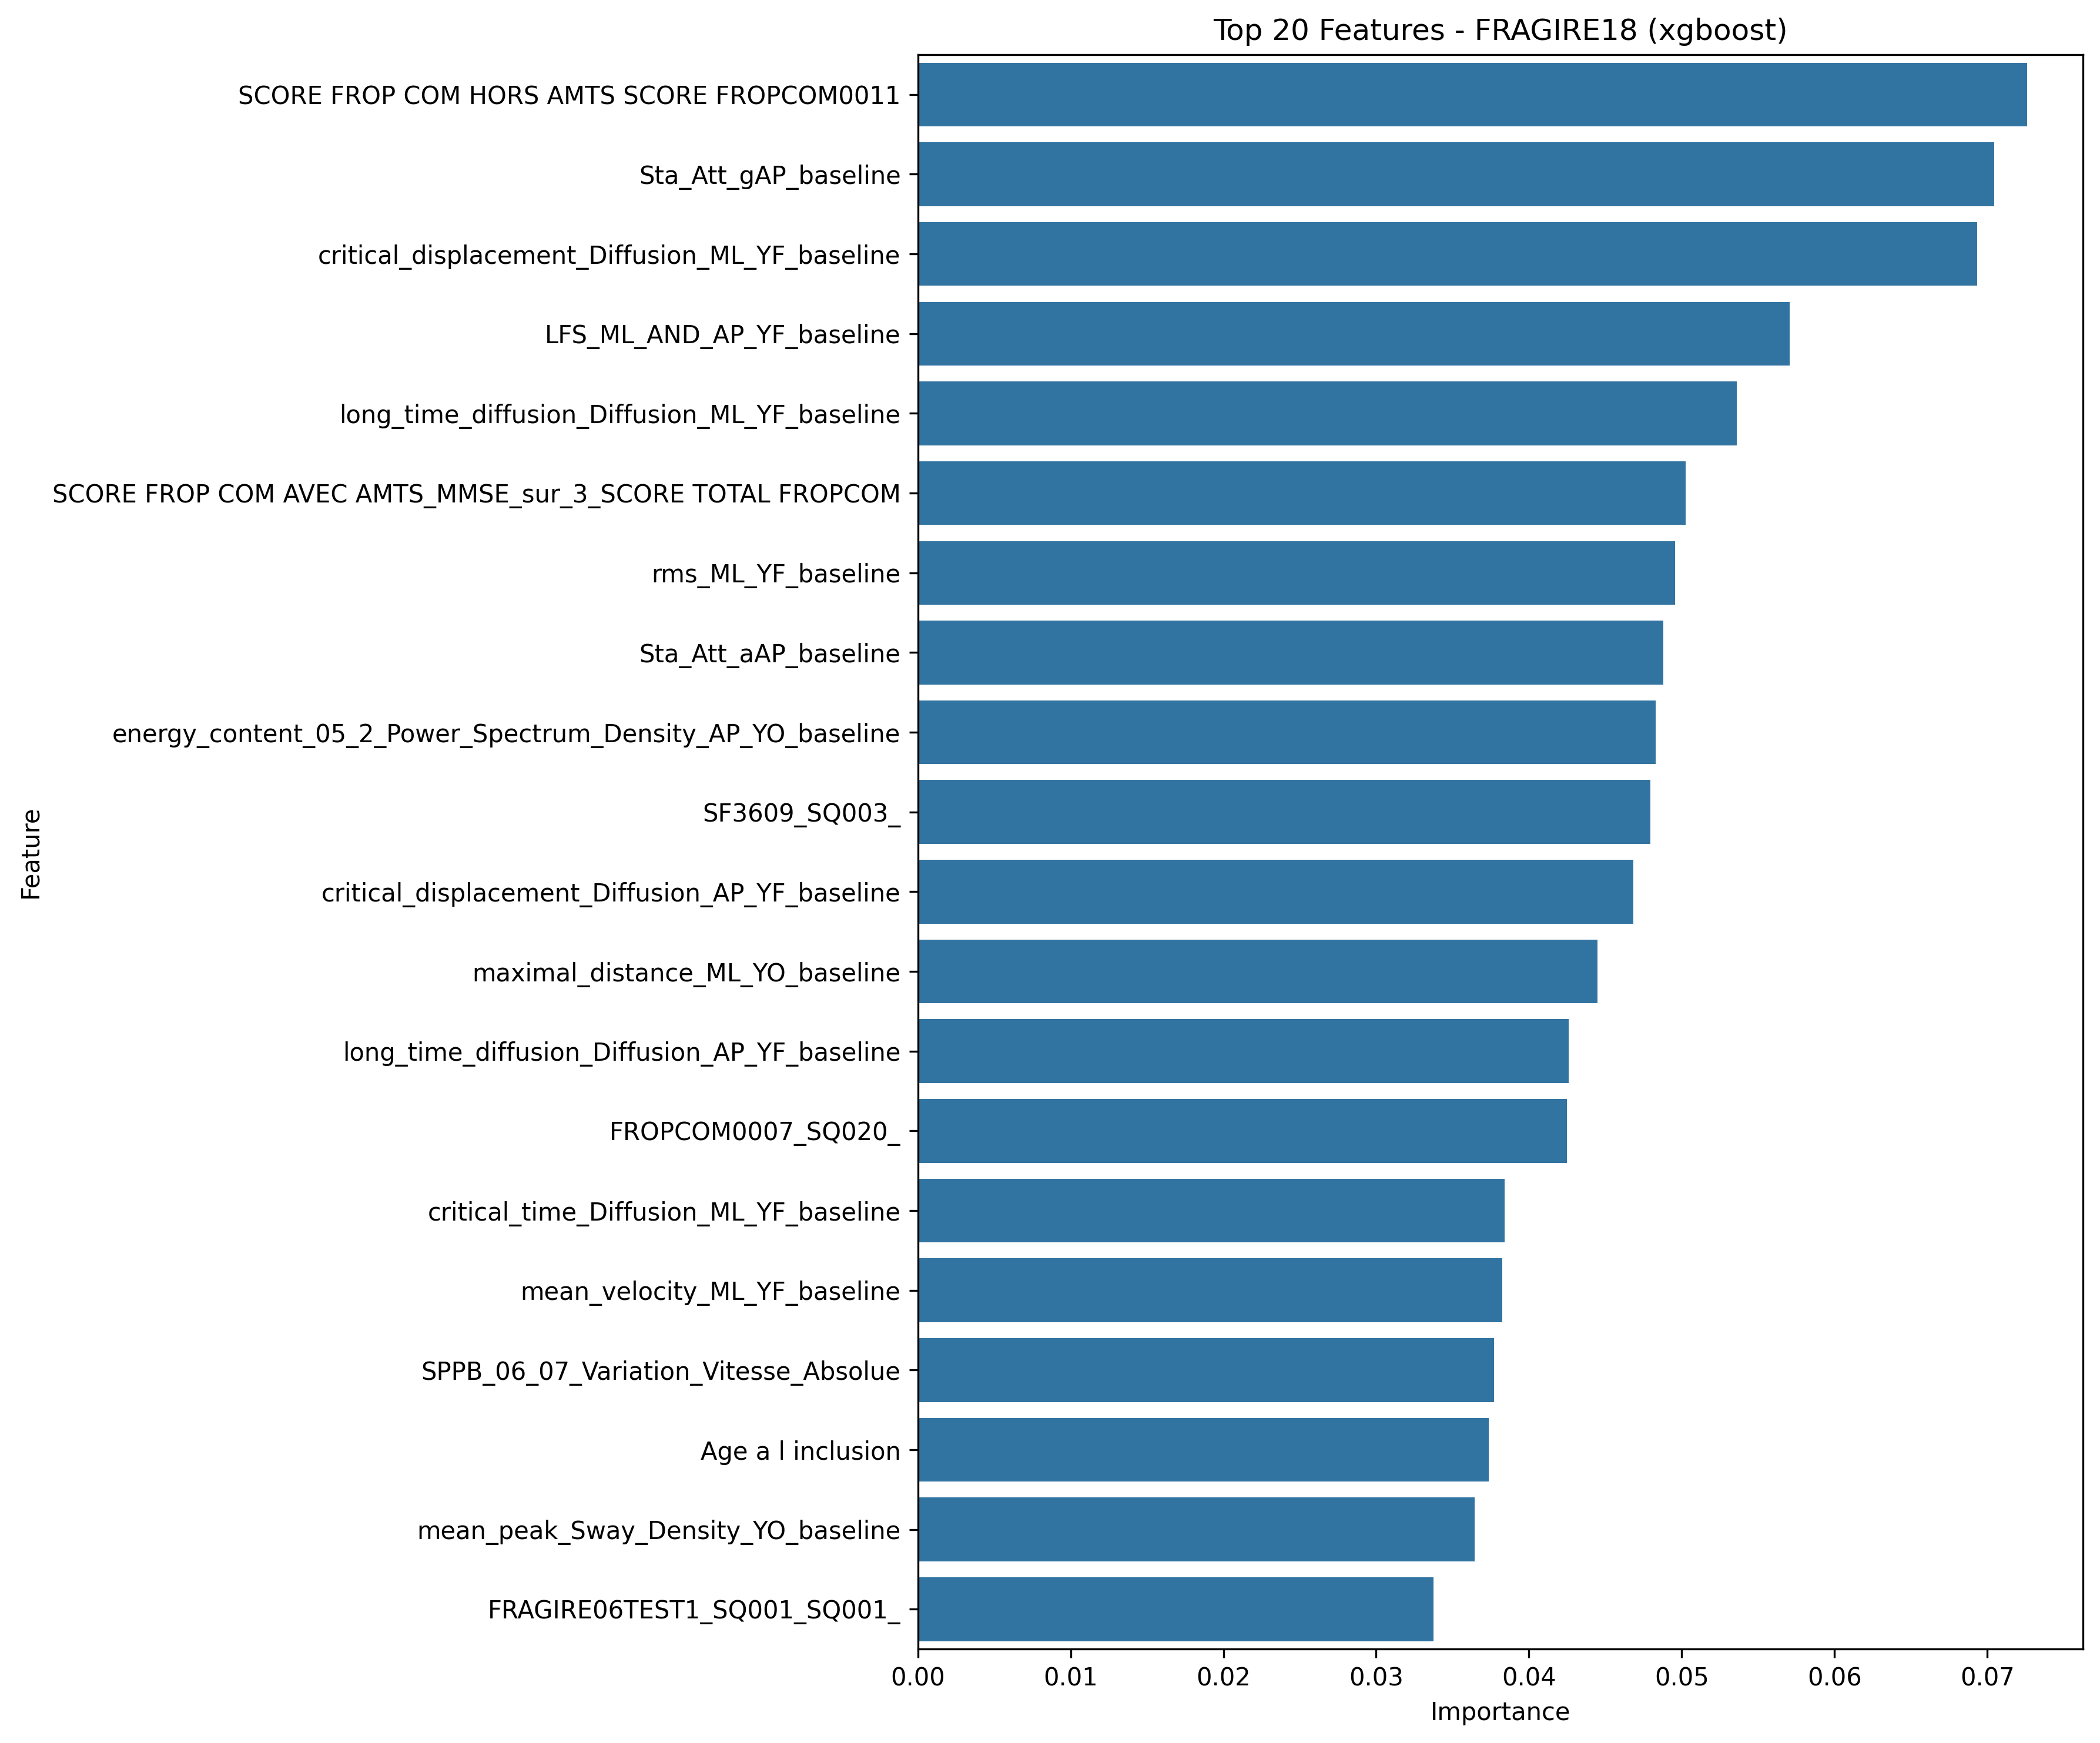 Top 20 Features - FRAGIRE18 (xgboost)
SCORE FROP COM HORS AMTS SCORE FROPCOM0011
Sta_Att_gAP_baseline
critical_displacement_Diffusion_ML_YF_baseline
LFS_ML_AND_AP_YF_baseline
long_time_diffusion_Diffusion_ML_YF_baseline
SCORE FROP COM AVEC AMTS_MMSE_sur_3_SCORE TOTAL FROPCOM
rms_ML_YF_baseline
Sta_Att_aAP_baseline
energy_content_05_2_Power_Spectrum_Density_AP_YO_baseline
SF3609_SQ003_
critical_displacement_Diffusion_AP_YF_baseline
maximal_distance_ML_YO_baseline
long_time_diffusion_Diffusion_AP_YF_baseline
FROPCOM0007_SQ020_
critical_time_Diffusion_ML_YF_baseline
mean_velocity_ML_YF_baseline
SPPB_06_07_Variation_Vitesse_Absolue
Age a l inclusion
mean_peak_Sway_Density_YO_baseline
FRAGIRE06TEST1_SQ001_SQ001_
Feature
0.00 0.01 0.02 0.03 0.04 0.05 0.06 0.07
Importance